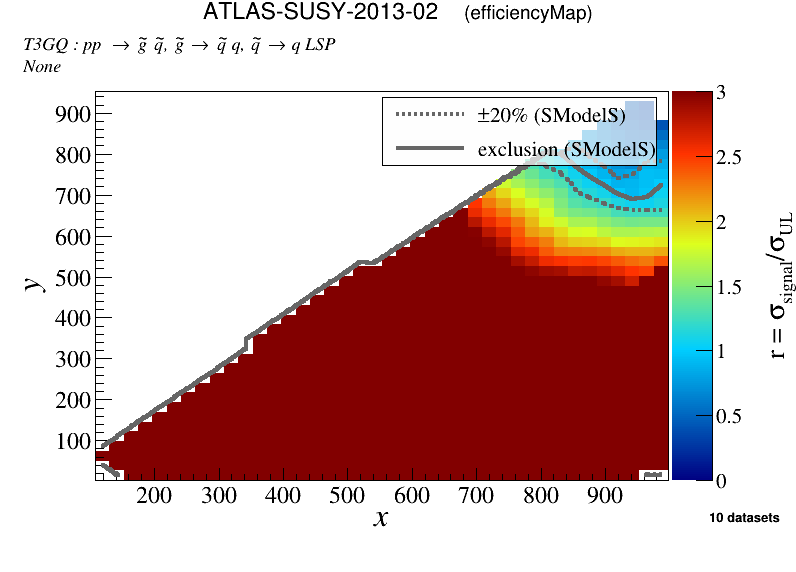 ATLAS-SUSY-2013-02 (efficiencyMap)
T3GQ : pp → g̃ q̃, g̃ → q̃ q, q̃ → q LSP
None
±20% (SModelS)
exclusion (SModelS)
900
800
700
600
500
400
300
200
100
y
200 300 400 500 600 700 800 900
x
3
2.5
2
1.5
1
0.5
0
r = σ_signal/σ_UL
10 datasets